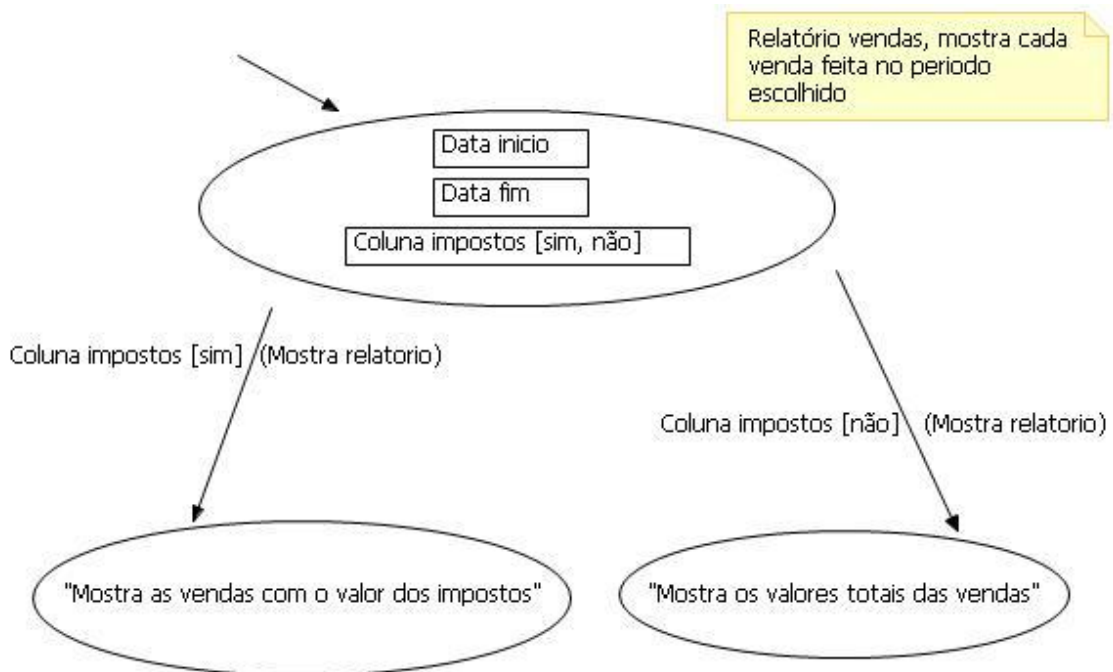 Relatório vendas, mostra cada
venda feita no periodo
escolhido
Data inicio
Data fim
Coluna impostos [sim, não]
Coluna impostos [sim] (Mostra relatorio)
Coluna impostos [não] (Mostra relatorio)
"Mostra as vendas com o valor dos impostos"
"Mostra os valores totais das vendas"